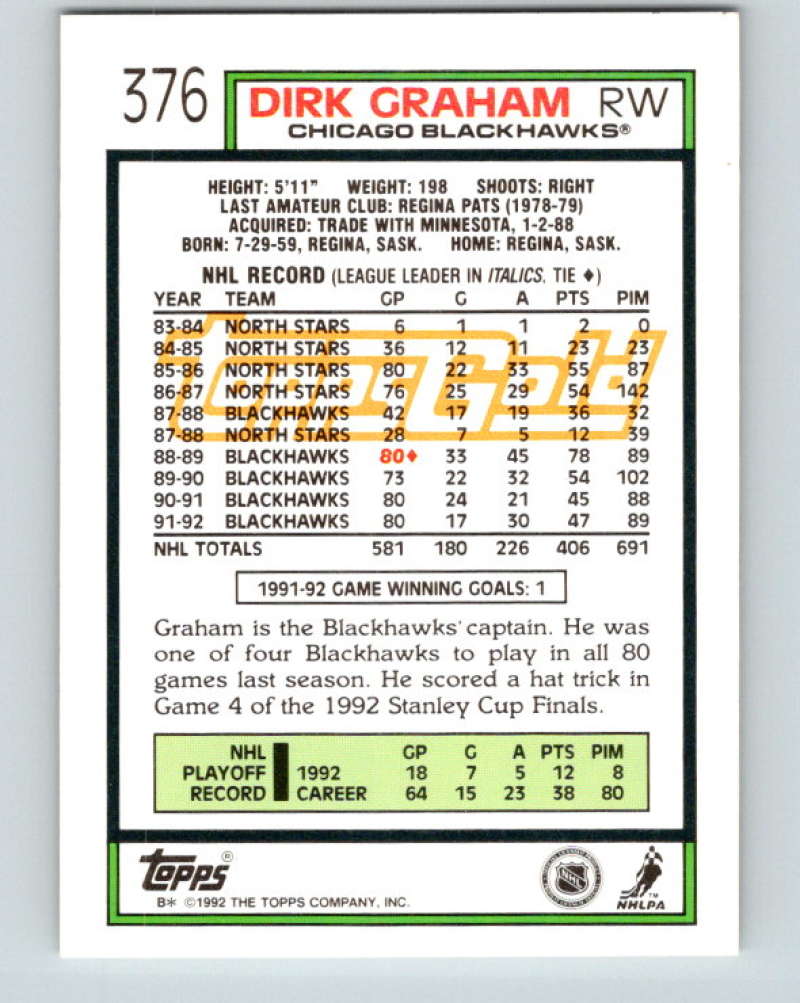 376 DIRK GRAHAM RW
CHICAGO BLACKHAWKS®
HEIGHT: 5'11" WEIGHT: 198 SHOOTS: RIGHT
LAST AMATEUR CLUB: REGINA PATS (1978-79)
ACQUIRED: TRADE WITH MINNESOTA, 1-2-88
BORN: 7-29-59, REGINA, SASK. HOME: REGINA, SASK.
NHL RECORD (LEAGUE LEADER IN ITALICS, TIE ♦)
YEAR TEAM GP G A PTS PIM
83-84 NORTH STARS 6 1 1 2 0
84-85 NORTH STARS 36 12 11 23 23
85-86 NORTH STARS 80 22 33 55 87
86-87 NORTH STARS 76 25 29 54 142
87-88 BLACKHAWKS 42 17 19 36 32
87-88 NORTH STARS 28 7 5 12 39
88-89 BLACKHAWKS 80♦ 33 45 78 89
89-90 BLACKHAWKS 73 22 32 54 102
90-91 BLACKHAWKS 80 24 21 45 88
91-92 BLACKHAWKS 80 17 30 47 89
NHL TOTALS 581 180 226 406 691
Topps Gold
1991-92 GAME WINNING GOALS: 1
Graham is the Blackhawks' captain. He was
one of four Blackhawks to play in all 80
games last season. He scored a hat trick in
Game 4 of the 1992 Stanley Cup Finals.
NHL GP G A PTS PIM
PLAYOFF 1992 18 7 5 12 8
RECORD CAREER 64 15 23 38 80
TOPPS®
B* ©1992 THE TOPPS COMPANY, INC.
NHL
NHLPA™